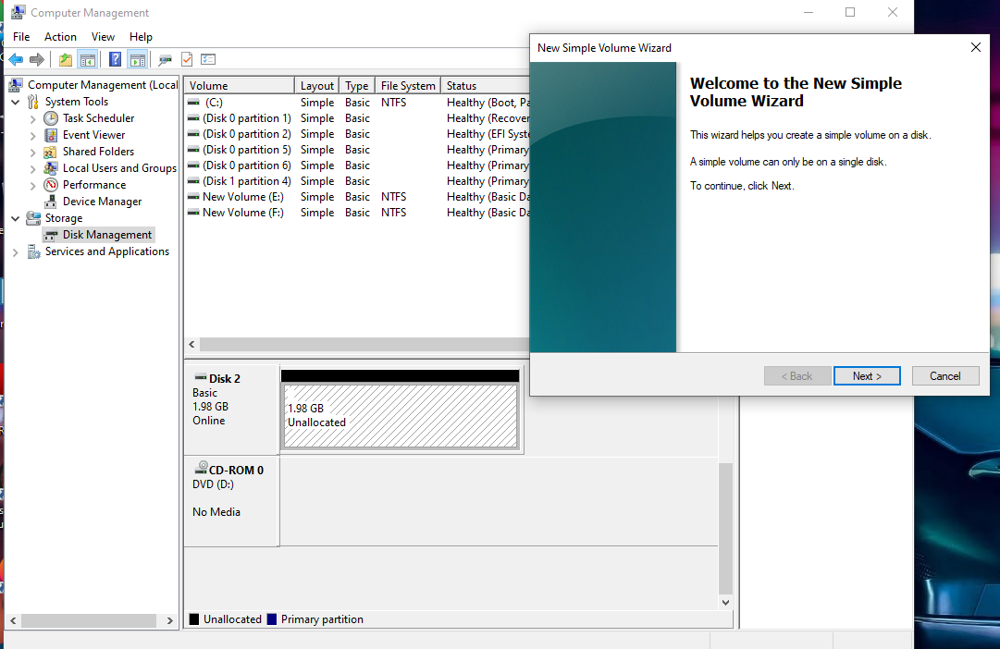 Computer Management
File Action View Help
Computer Management (Local
System Tools
Task Scheduler
Event Viewer
Shared Folders
Local Users and Groups
Performance
Device Manager
Storage
Disk Management
Services and Applications
Volume Layout Type File System Status
(C:) Simple Basic NTFS Healthy (Boot, Pa
(Disk 0 partition 1) Simple Basic Healthy (Recover
(Disk 0 partition 2) Simple Basic Healthy (EFI Syste
(Disk 0 partition 5) Simple Basic Healthy (Primary
(Disk 0 partition 6) Simple Basic Healthy (Primary
(Disk 1 partition 4) Simple Basic Healthy (Primary
New Volume (E:) Simple Basic NTFS Healthy (Basic Da
New Volume (F:) Simple Basic NTFS Healthy (Basic Da
Disk 2
Basic
1.98 GB
Online
1.98 GB
Unallocated
CD-ROM 0
DVD (D:)
No Media
Unallocated Primary partition
New Simple Volume Wizard
Welcome to the New Simple
Volume Wizard
This wizard helps you create a simple volume on a disk.
A simple volume can only be on a single disk.
To continue, click Next.
< Back Next > Cancel